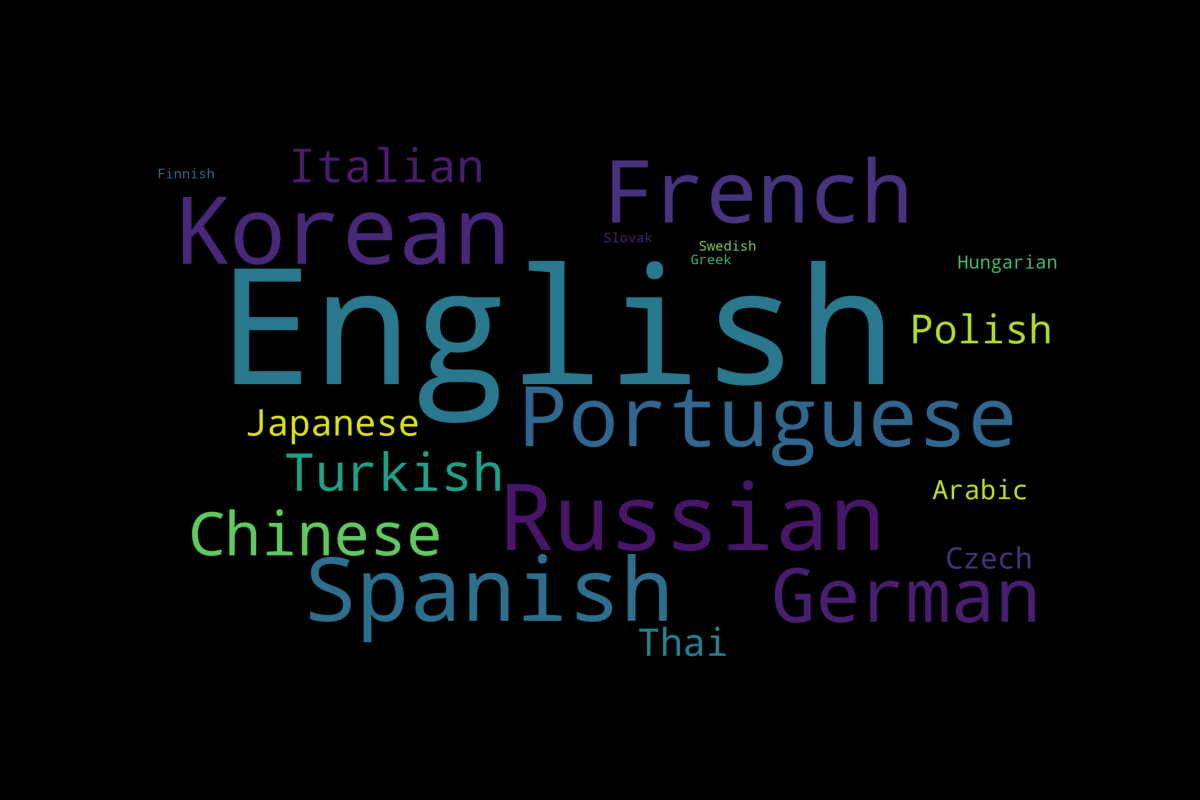 Italian
French
Finnish
Korean
Slovak
Swedish
Greek
Hungarian
English
Polish
Japanese
Portuguese
Turkish
Arabic
Russian
Chinese
Czech
Spanish
German
Thai